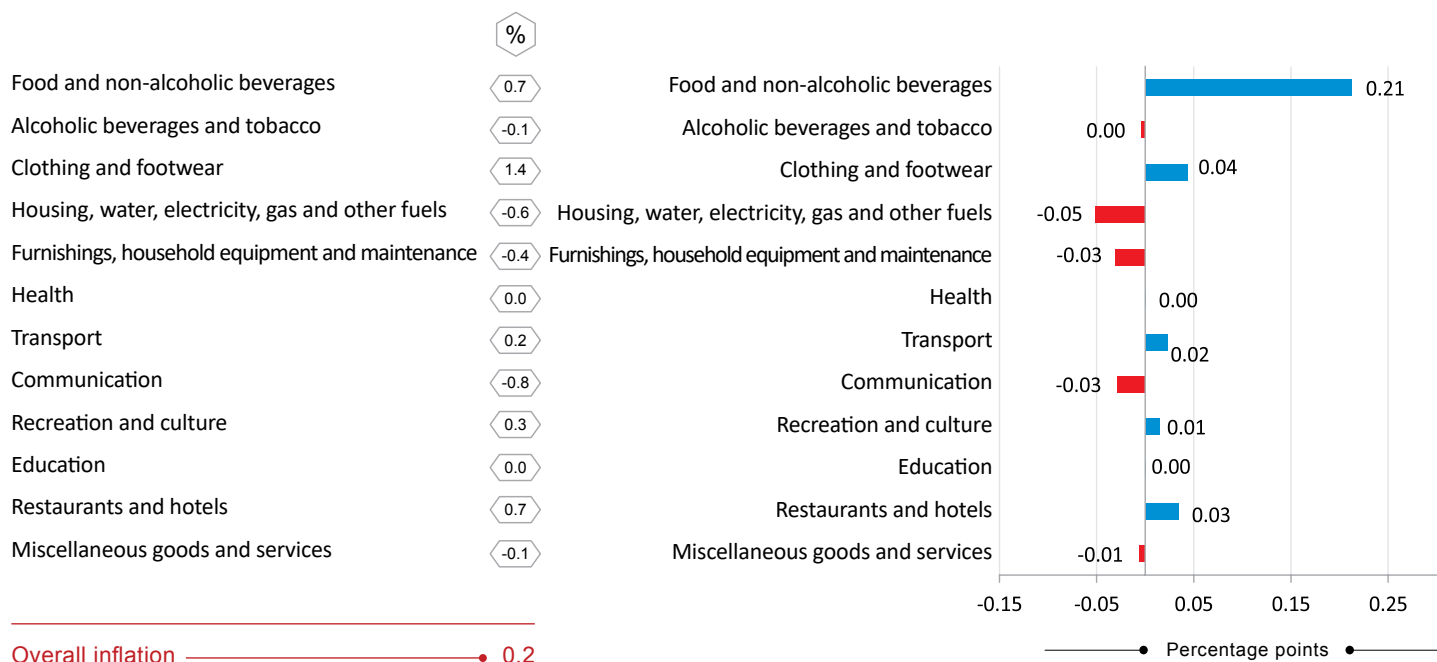 %
Food and non-alcoholic beverages 0.7
Alcoholic beverages and tobacco -0.1
Clothing and footwear 1.4
Housing, water, electricity, gas and other fuels -0.6
Furnishings, household equipment and maintenance -0.4
Health 0.0
Transport 0.2
Communication -0.8
Recreation and culture 0.3
Education 0.0
Restaurants and hotels 0.7
Miscellaneous goods and services -0.1
Overall inflation 0.2
Food and non-alcoholic beverages 0.21
Alcoholic beverages and tobacco 0.00
Clothing and footwear 0.04
Housing, water, electricity, gas and other fuels -0.05
Furnishings, household equipment and maintenance -0.03
Health 0.00
Transport 0.02
Communication -0.03
Recreation and culture 0.01
Education 0.00
Restaurants and hotels 0.03
Miscellaneous goods and services -0.01
-0.15 -0.05 0.05 0.15 0.25
Percentage points